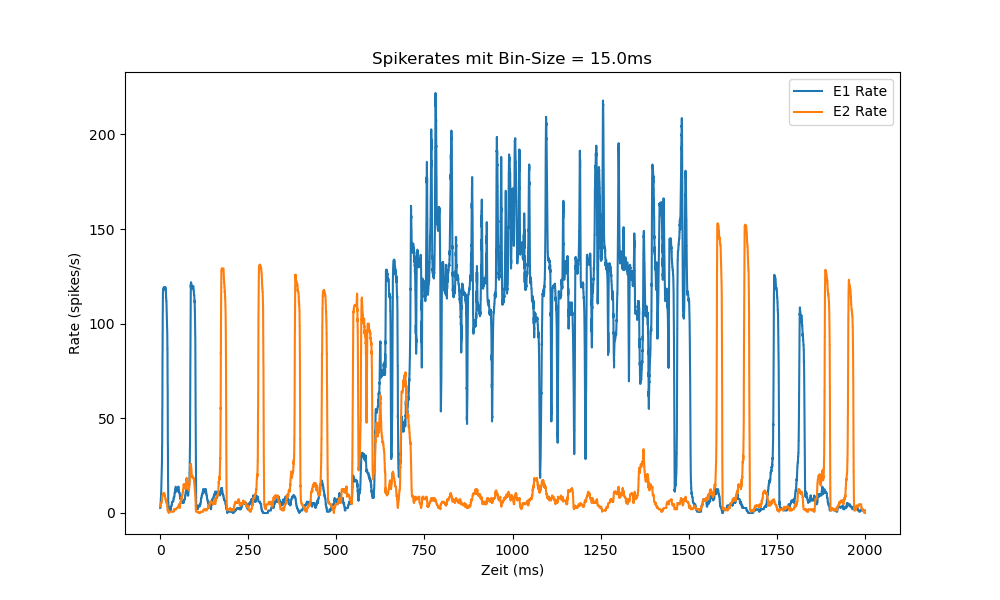 Spikerates mit Bin-Size = 15.0ms
E1 Rate
E2 Rate
Rate (spikes/s)
200
150
100
50
0
0 250 500 750 1000 1250 1500 1750 2000
Zeit (ms)